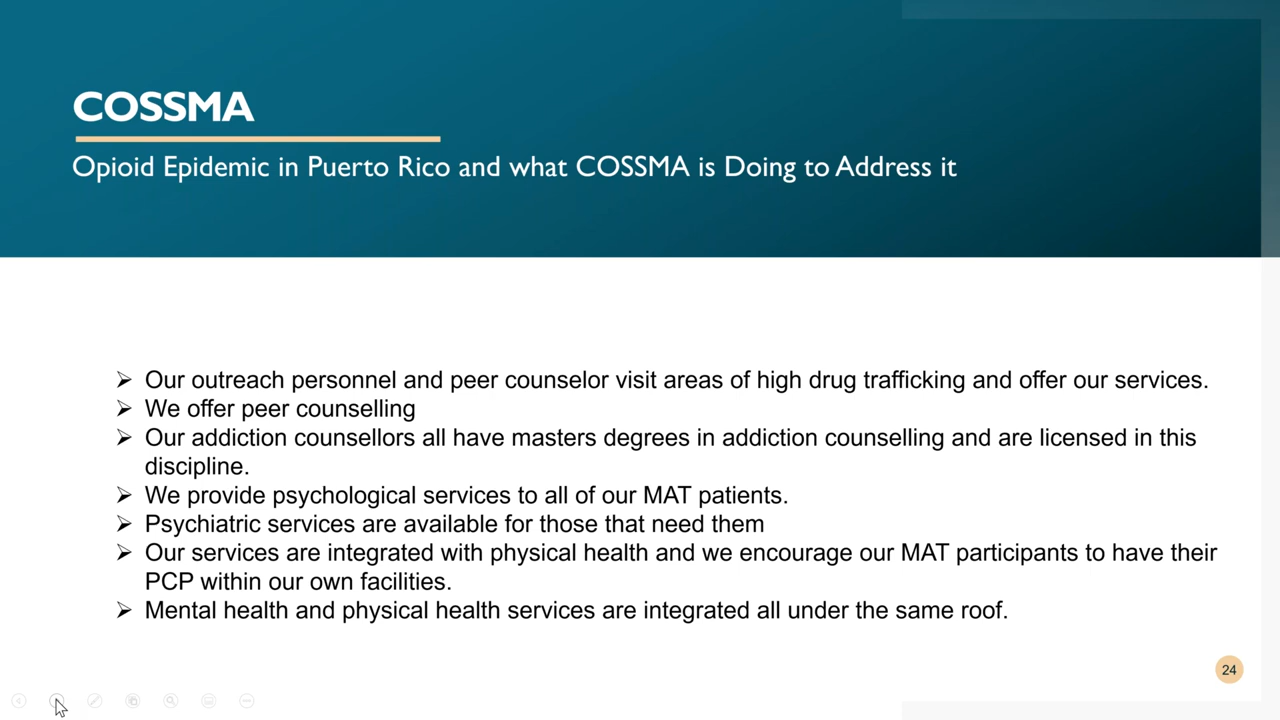 COSSMA
Opioid Epidemic in Puerto Rico and what COSSMA is Doing to Address it
➢ Our outreach personnel and peer counselor visit areas of high drug trafficking and offer our services.
➢ We offer peer counselling
➢ Our addiction counsellors all have masters degrees in addiction counselling and are licensed in this
discipline.
➢ We provide psychological services to all of our MAT patients.
➢ Psychiatric services are available for those that need them
➢ Our services are integrated with physical health and we encourage our MAT participants to have their
PCP within our own facilities.
➢ Mental health and physical health services are integrated all under the same roof.
24